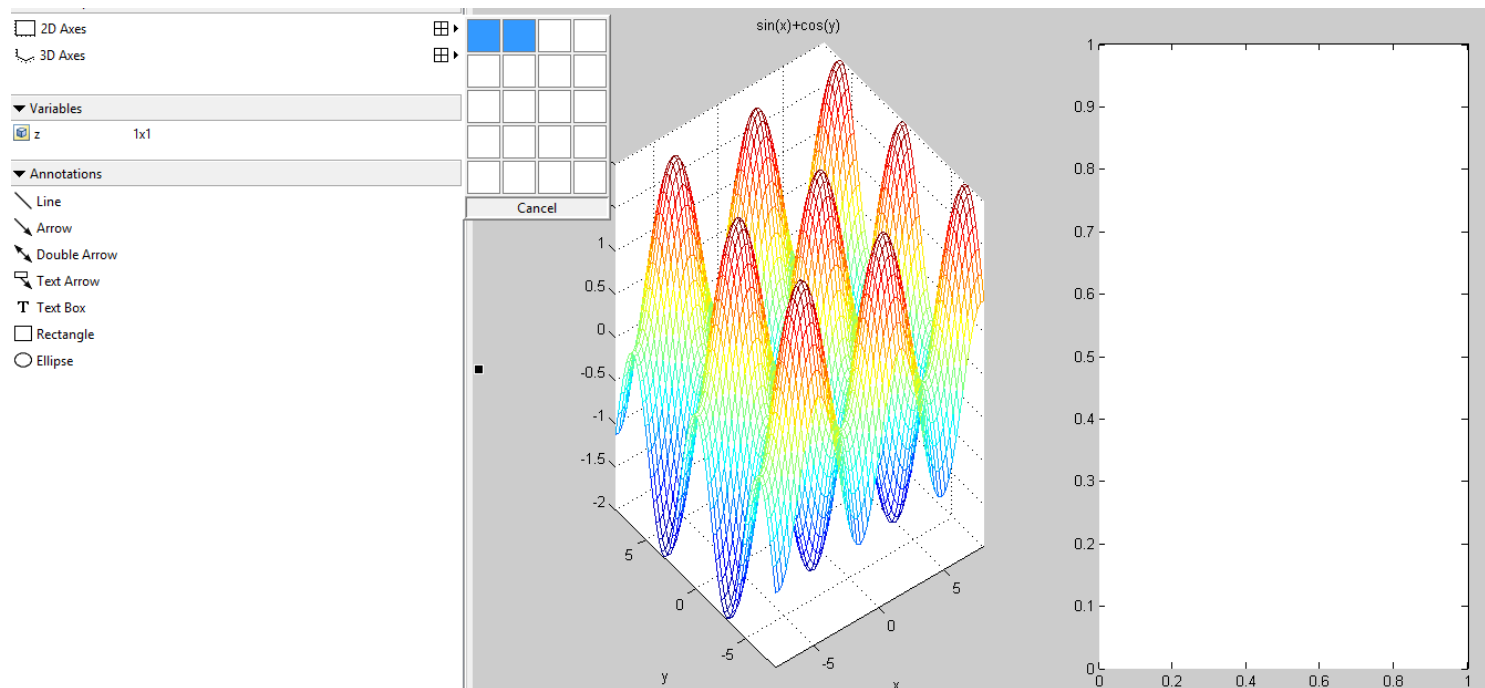 2D Axes
3D Axes
Variables
z 1x1
Annotations
Line
Arrow
Double Arrow
Text Arrow
T Text Box
Rectangle
Ellipse
Cancel
sin(x)+cos(y)
1
0.5
0
-0.5
-1
-1.5
-2
5
0
-5
y
-5
0
5
1
0.9
0.8
0.7
0.6
0.5
0.4
0.3
0.2
0.1
0
0 0.2 0.4 0.6 0.8 1